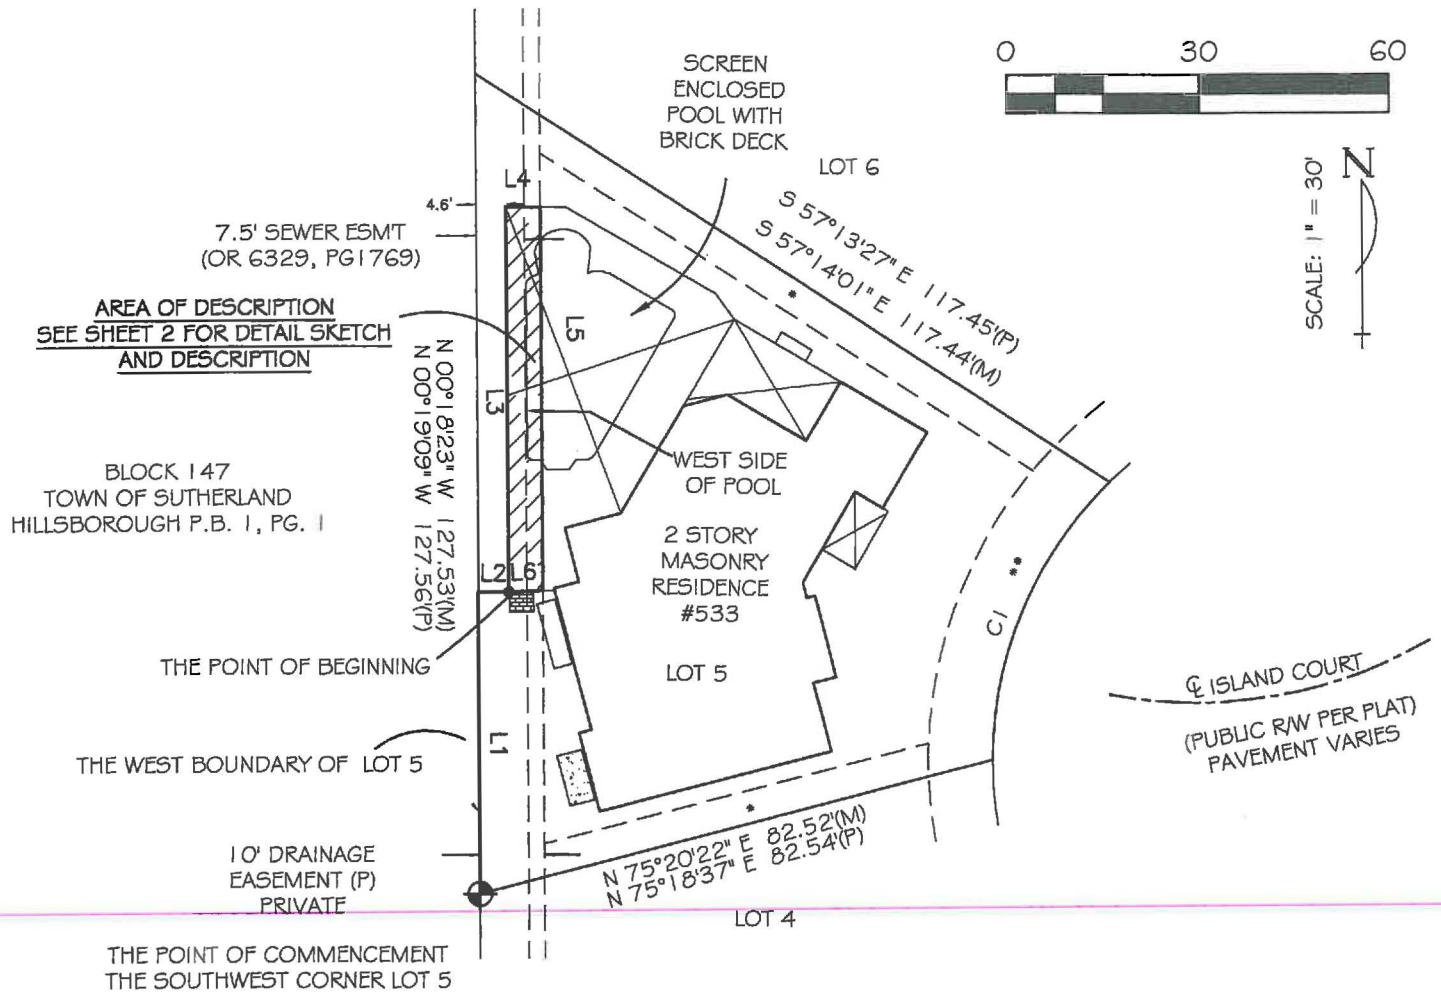 0 30 60
SCREEN
ENCLOSED
POOL WITH
BRICK DECK
LOT 6
N
SCALE: 1" = 30'
S 57°13'27" E 117.45'(P)
S 57°14'01" E 117.44'(M)
L4
4.6'
7.5' SEWER ESM'T
(OR 6329, PG1769)
AREA OF DESCRIPTION
SEE SHEET 2 FOR DETAIL SKETCH
AND DESCRIPTION
L5
L3
N 00°18'23" W 127.53'(M)
N 00°19'09" W 127.56'(P)
BLOCK 147
TOWN OF SUTHERLAND
HILLSBOROUGH P.B. 1, PG. 1
WEST SIDE
OF POOL
2 STORY
MASONRY
RESIDENCE
#533
LOT 5
L2 L6
THE POINT OF BEGINNING
C1
**
℄ ISLAND COURT
(PUBLIC R/W PER PLAT)
PAVEMENT VARIES
L1
THE WEST BOUNDARY OF LOT 5
10' DRAINAGE
EASEMENT (P)
PRIVATE
N 75°20'22" E 82.52'(M)
N 75°18'37" E 82.54'(P)
LOT 4
THE POINT OF COMMENCEMENT
THE SOUTHWEST CORNER LOT 5